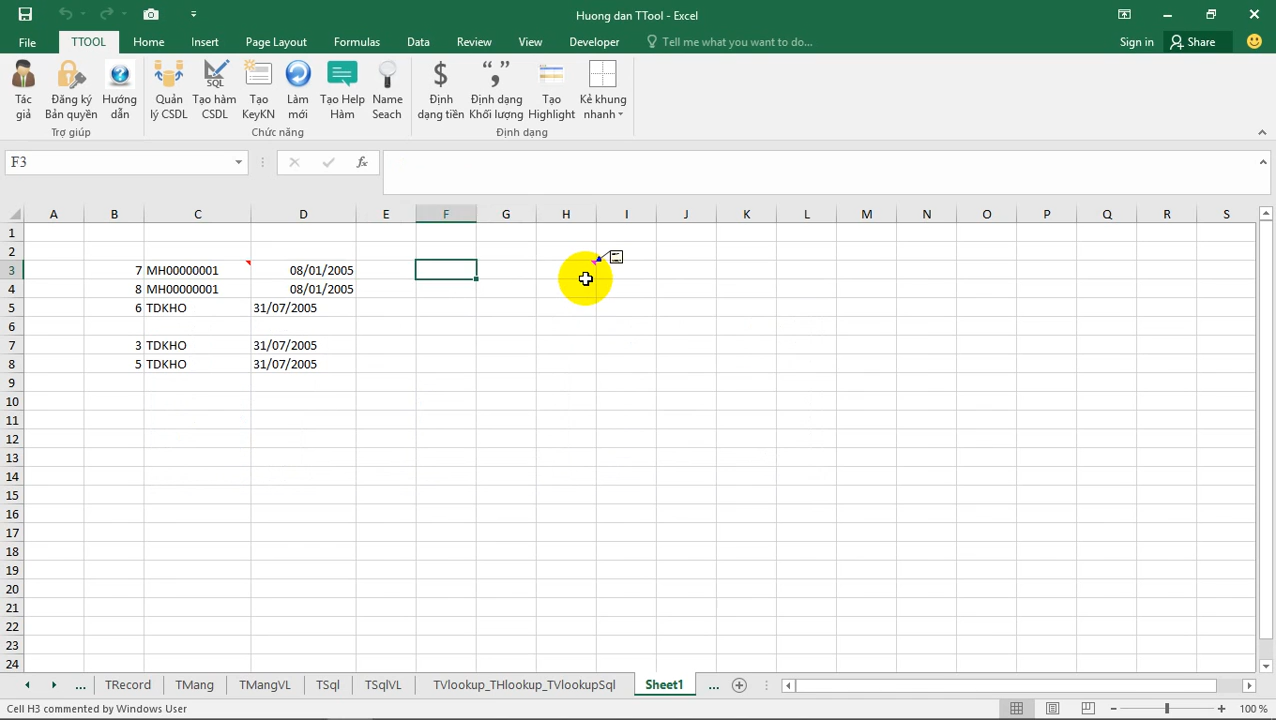 Huong dan TTool - Excel
File TTOOL Home Insert Page Layout Formulas Data Review View Developer Tell me what you want to do... Sign in Share
Tác giả
Đăng ký Bản quyền
Hướng dẫn
Trợ giúp
Quản lý CSDL
SQL
Tạo hàm CSDL
Tạo KeyKN
Làm mới
Tạo Help Hàm
Name Seach
Chức năng
Định dạng tiền
Định dạng Khối lượng
Tạo Highlight
Kẻ khung nhanh
Định dạng
F3 fx
A B C D E F G H I J K L M N O P Q R S
1
2
3 7 MH00000001 08/01/2005
4 8 MH00000001 08/01/2005
5 6 TDKHO 31/07/2005
6
7 3 TDKHO 31/07/2005
8 5 TDKHO 31/07/2005
9
10
11
12
13
14
15
16
17
18
19
20
21
22
23
24
... TRecord TMang TMangVL TSql TSqlVL TVlookup_THlookup_TVlookupSql Sheet1 ...
Cell H3 commented by Windows User 100 %